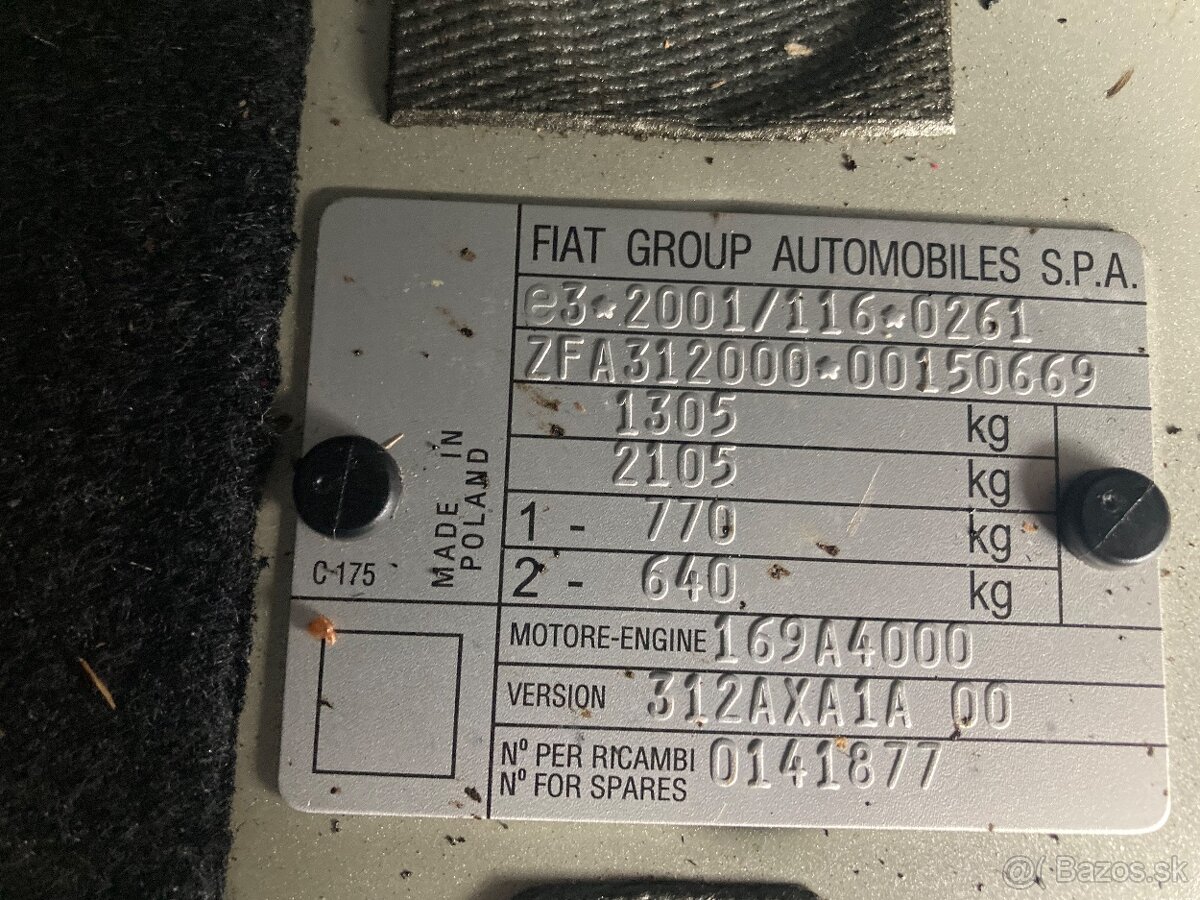 FIAT GROUP AUTOMOBILES S.P.A.
e3*2001/116*0261
ZFA312000*00150669
1305 kg
2105 kg
1 - 770 kg
2 - 640 kg
MADE IN
POLAND
C-175
MOTORE-ENGINE 169A4000
VERSION 312AXA1A 00
Nº PER RICAMBI 0141877
Nº FOR SPARES
@( Bazos.sk